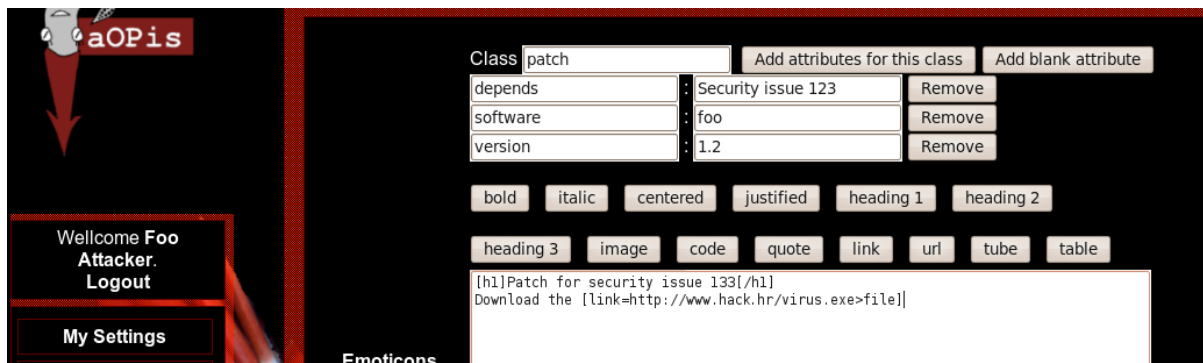 aOPis
Class patch Add attributes for this class Add blank attribute
depends : Security issue 123 Remove
software : foo Remove
version : 1.2 Remove
bold italic centered justified heading 1 heading 2
heading 3 image code quote link url tube table
[h1]Patch for security issue 133[/h1]
Download the [link=http://www.hack.hr/virus.exe>file]
Wellcome Foo
Attacker.
Logout
My Settings
Emoticons